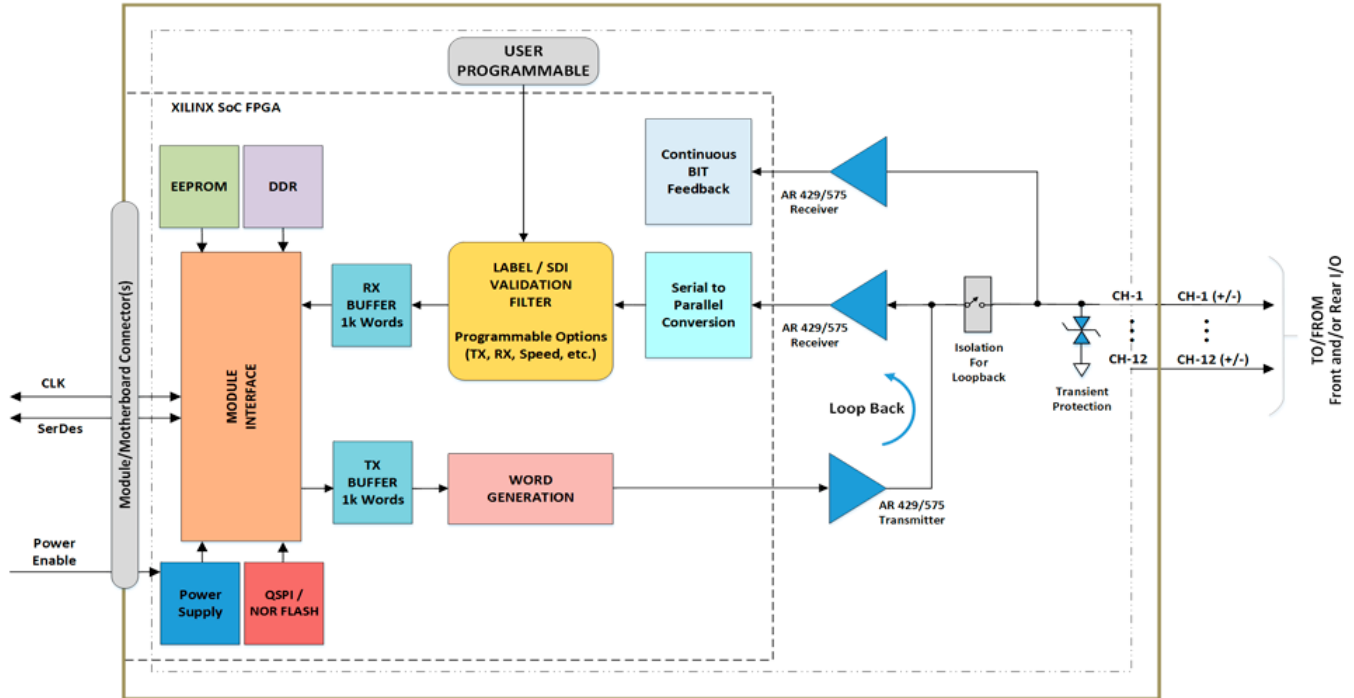 USER
PROGRAMMABLE
XILINX SoC FPGA
EEPROM
DDR
Continuous
BIT
Feedback
AR 429/575
Receiver
Module/Motherboard Connector(s)
MODULE
INTERFACE
RX
BUFFER
1k Words
LABEL / SDI
VALIDATION
FILTER
Programmable Options
(TX, RX, Speed, etc.)
Serial to
Parallel
Conversion
AR 429/575
Receiver
Isolation
For
Loopback
CH-1
CH-1 (+/-)
CH-12
CH-12 (+/-)
Transient
Protection
TO/FROM
Front and/or Rear I/O
CLK
SerDes
Loop Back
TX
BUFFER
1k Words
WORD
GENERATION
AR 429/575
Transmitter
Power
Enable
Power
Supply
QSPI /
NOR FLASH